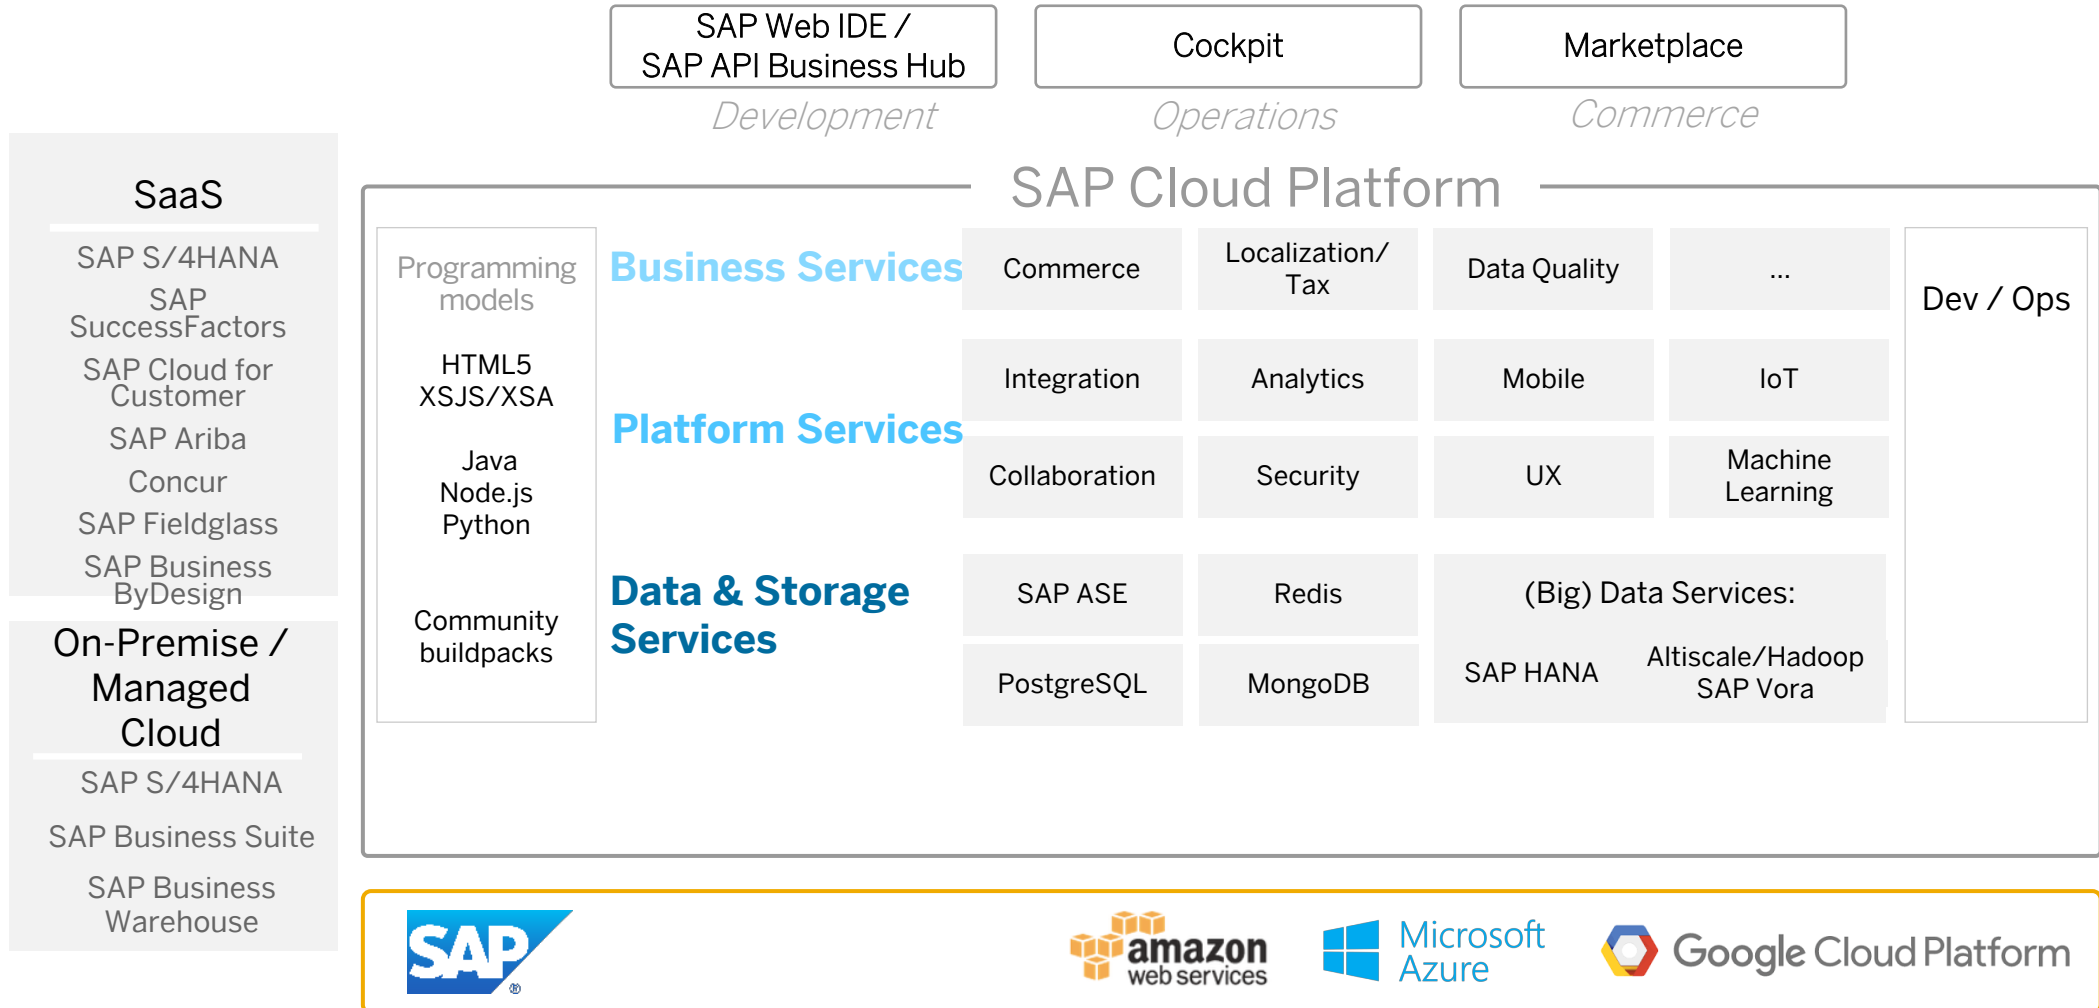 SAP Web IDE /
SAP API Business Hub
Cockpit
Marketplace
Development
Operations
Commerce
SaaS
SAP S/4HANA
SAP
SuccessFactors
SAP Cloud for
Customer
SAP Ariba
Concur
SAP Fieldglass
SAP Business
ByDesign
On-Premise /
Managed
Cloud
SAP S/4HANA
SAP Business Suite
SAP Business
Warehouse
SAP Cloud Platform
Programming
models
HTML5
XSJS/XSA
Java
Node.js
Python
Community
buildpacks
Business Services
Commerce
Localization/
Tax
Data Quality
...
Platform Services
Integration
Analytics
Mobile
IoT
Collaboration
Security
UX
Machine
Learning
Data & Storage
Services
SAP ASE
Redis
(Big) Data Services:
PostgreSQL
MongoDB
SAP HANA
Altiscale/Hadoop
SAP Vora
Dev / Ops
SAP ®
amazon
web services
Microsoft
Azure
Google Cloud Platform